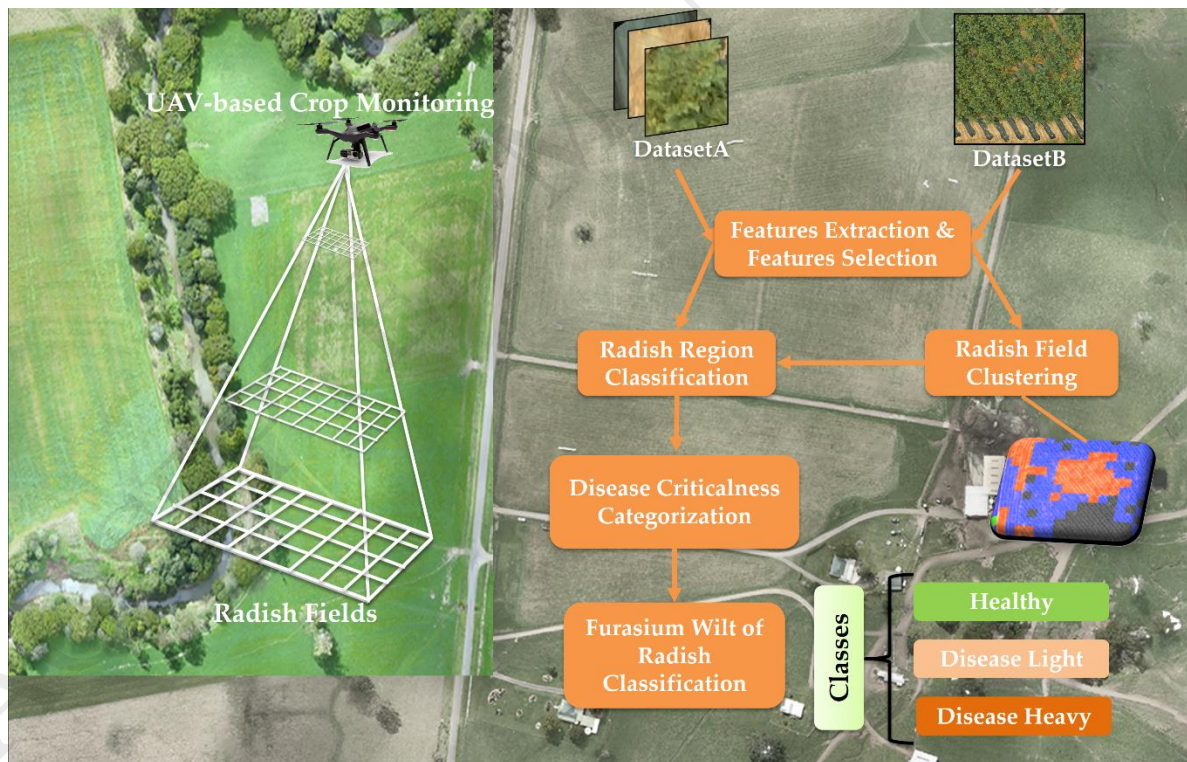 UAV-based Crop Monitoring
Radish Fields
DatasetA
DatasetB
Features Extraction &
Features Selection
Radish Region
Classification
Radish Field
Clustering
Disease Criticalness
Categorization
Furasium Wilt of
Radish
Classification
Classes
Healthy
Disease Light
Disease Heavy